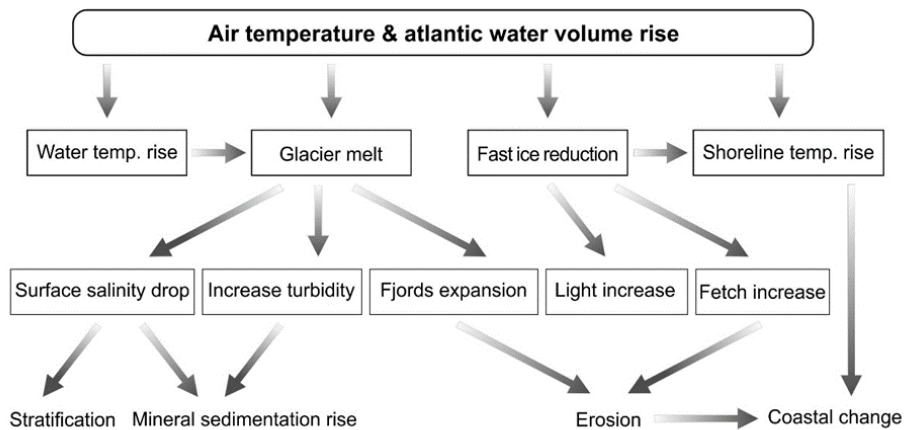 Air temperature & atlantic water volume rise
Water temp. rise
Glacier melt
Fast ice reduction
Shoreline temp. rise
Surface salinity drop
Increase turbidity
Fjords expansion
Light increase
Fetch increase
Stratification
Mineral sedimentation rise
Erosion
Coastal change